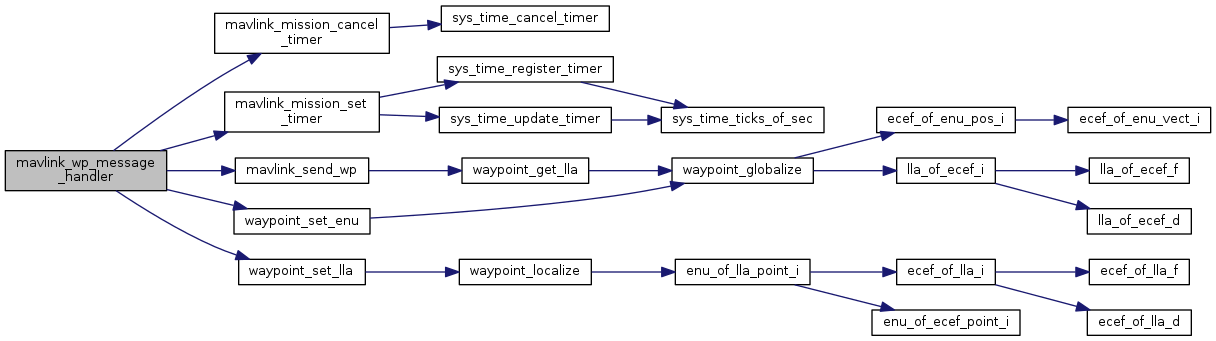 mavlink_wp_message
_handler
mavlink_mission_cancel
_timer
sys_time_cancel_timer
mavlink_mission_set
_timer
sys_time_register_timer
sys_time_update_timer
sys_time_ticks_of_sec
mavlink_send_wp
waypoint_get_lla
waypoint_globalize
ecef_of_enu_pos_i
ecef_of_enu_vect_i
lla_of_ecef_i
lla_of_ecef_f
lla_of_ecef_d
waypoint_set_enu
waypoint_set_lla
waypoint_localize
enu_of_lla_point_i
ecef_of_lla_i
ecef_of_lla_f
ecef_of_lla_d
enu_of_ecef_point_i